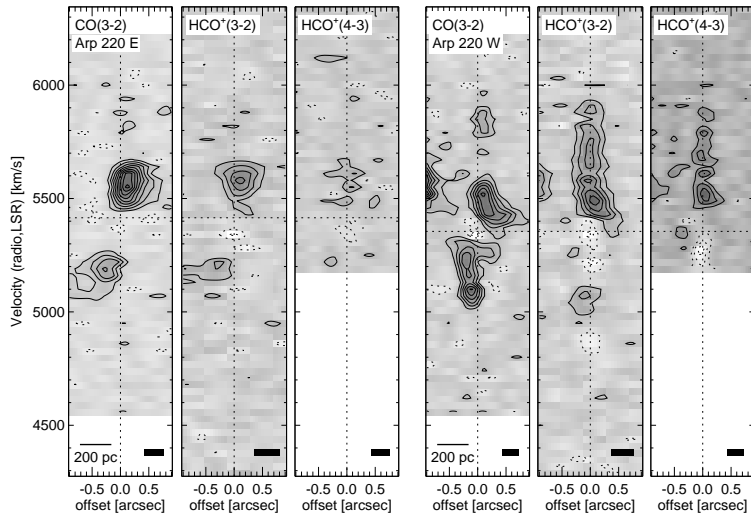 CO(3-2)
Arp 220 E
HCO⁺(3-2)
HCO⁺(4-3)
CO(3-2)
Arp 220 W
HCO⁺(3-2)
HCO⁺(4-3)
6000
5500
5000
4500
Velocity (radio,LSR) [km/s]
200 pc
200 pc
-0.5 0.0 0.5
-0.5 0.0 0.5
-0.5 0.0 0.5
-0.5 0.0 0.5
-0.5 0.0 0.5
-0.5 0.0 0.5
offset [arcsec]
offset [arcsec]
offset [arcsec]
offset [arcsec]
offset [arcsec]
offset [arcsec]